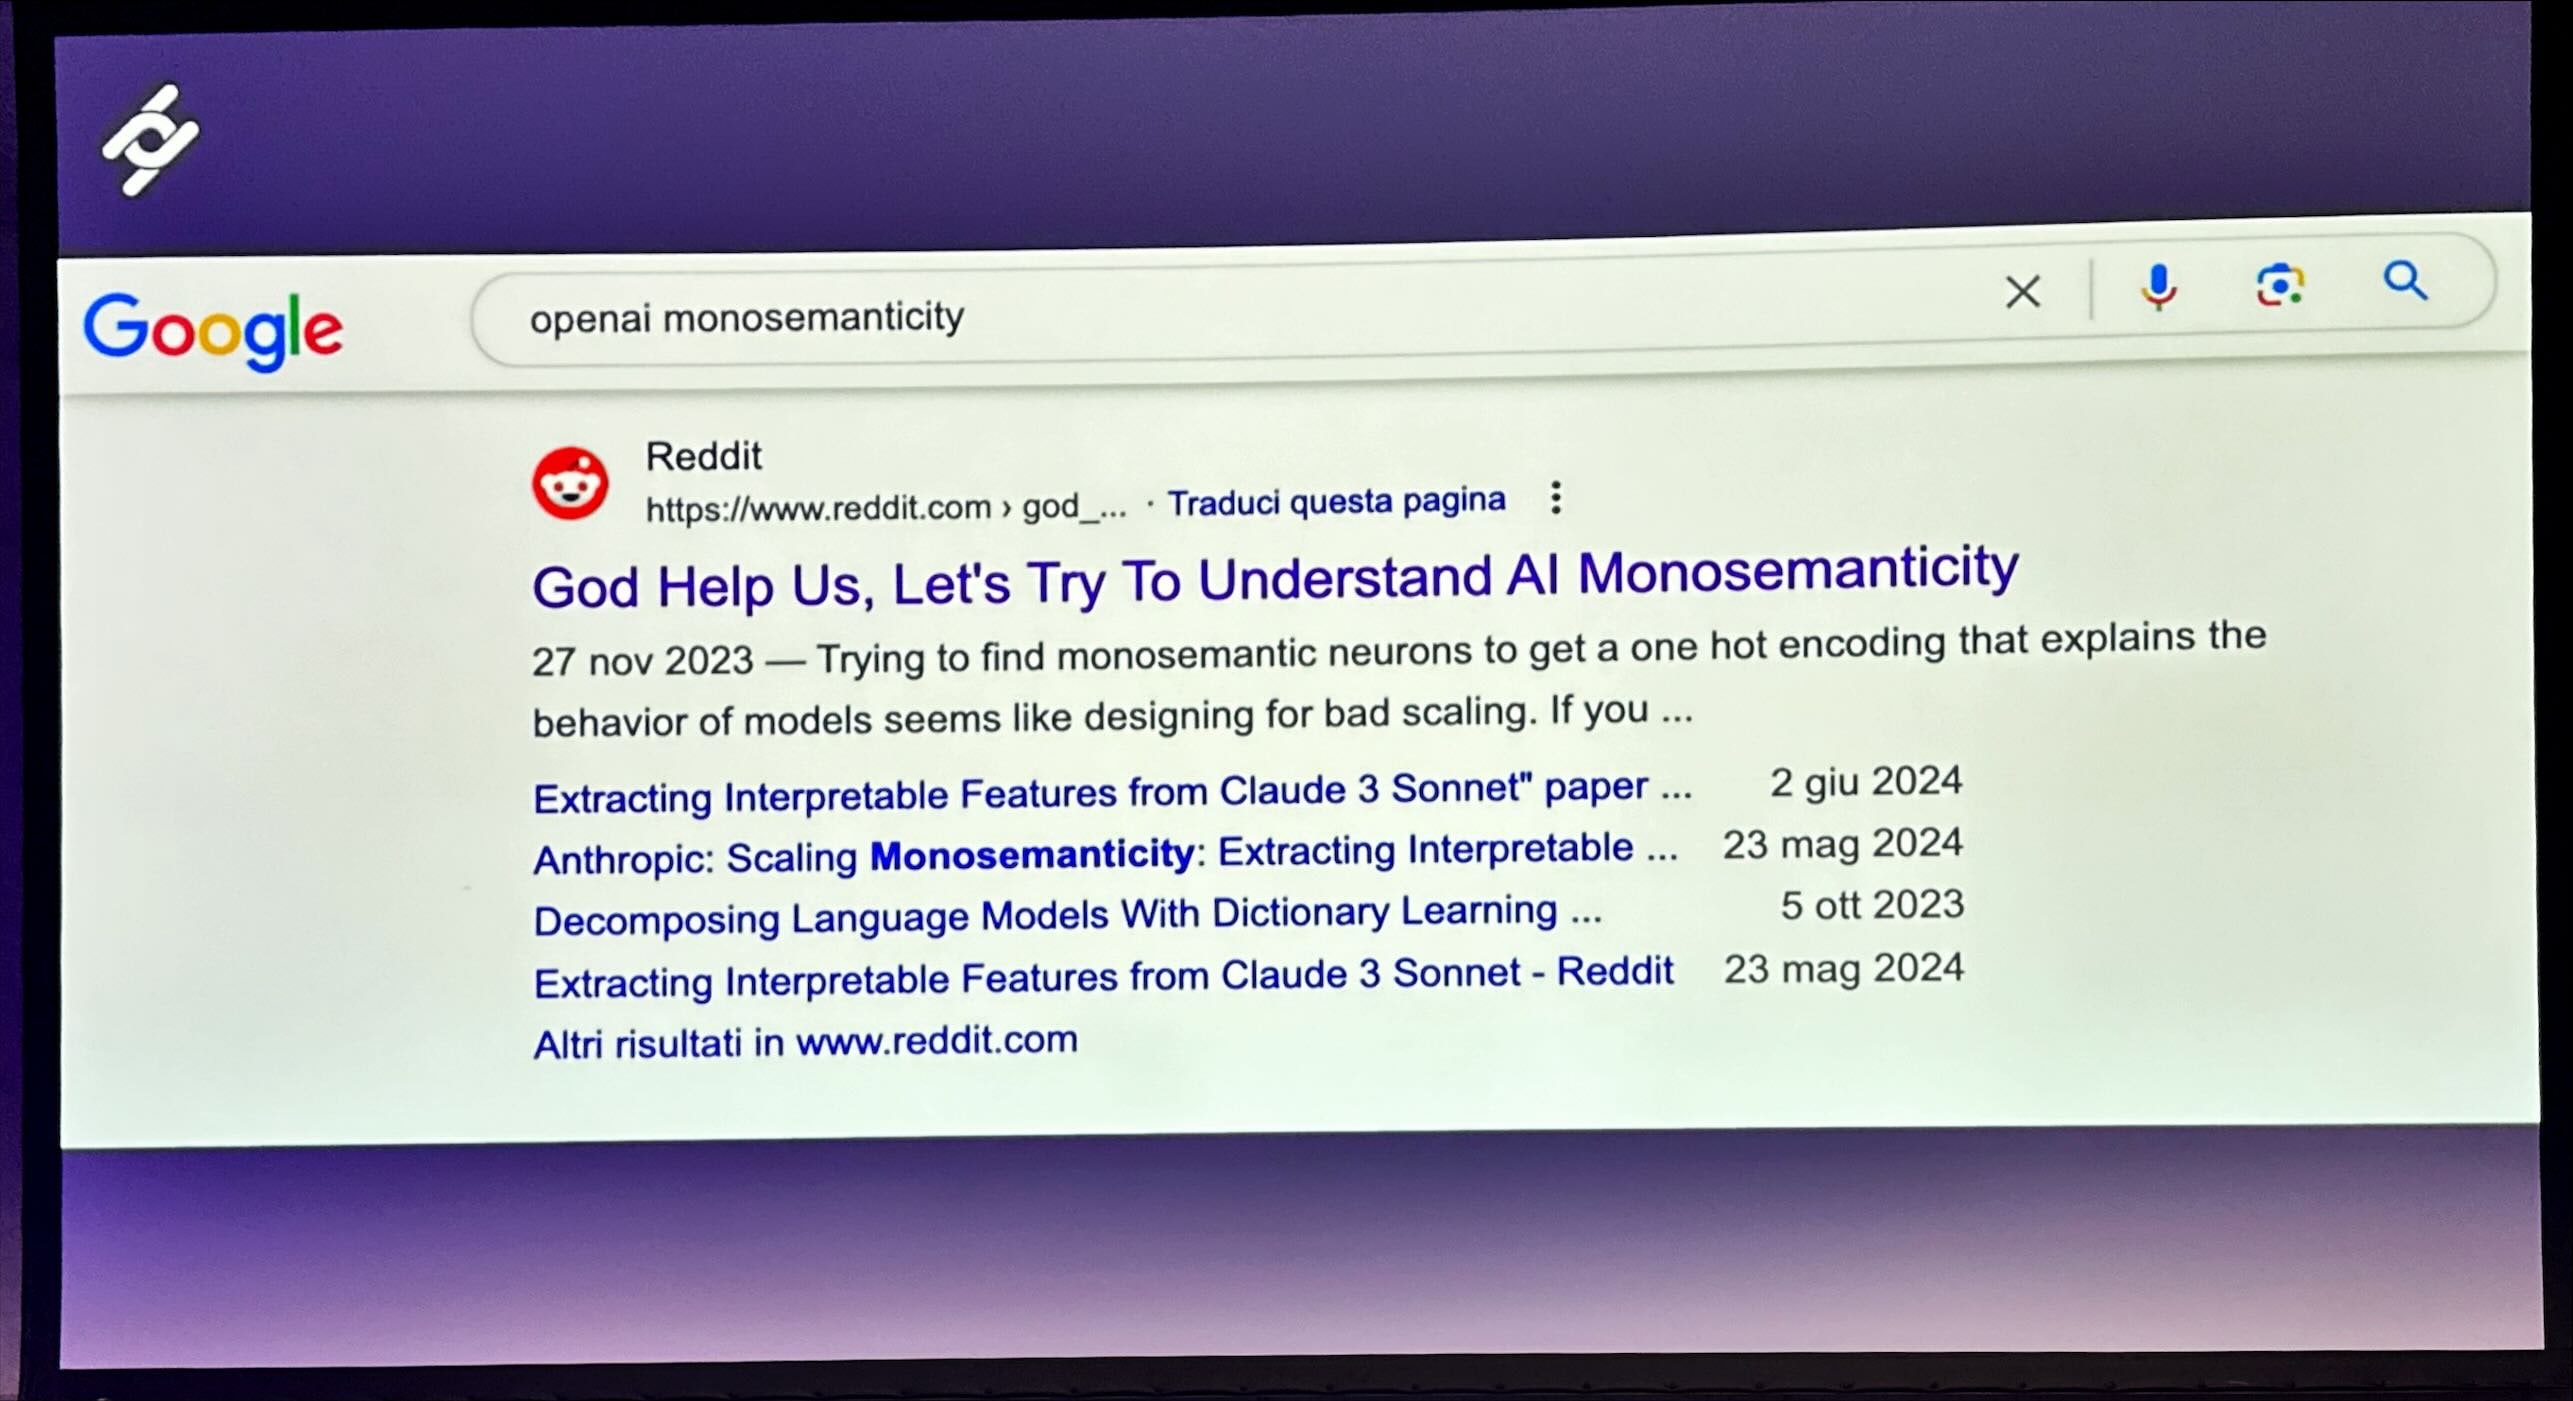 Google
openai monosemanticity
Reddit
https://www.reddit.com › god_... · Traduci questa pagina
God Help Us, Let's Try To Understand AI Monosemanticity
27 nov 2023 — Trying to find monosemantic neurons to get a one hot encoding that explains the
behavior of models seems like designing for bad scaling. If you ...
Extracting Interpretable Features from Claude 3 Sonnet" paper ... 2 giu 2024
Anthropic: Scaling Monosemanticity: Extracting Interpretable ... 23 mag 2024
Decomposing Language Models With Dictionary Learning ... 5 ott 2023
Extracting Interpretable Features from Claude 3 Sonnet - Reddit 23 mag 2024
Altri risultati in www.reddit.com